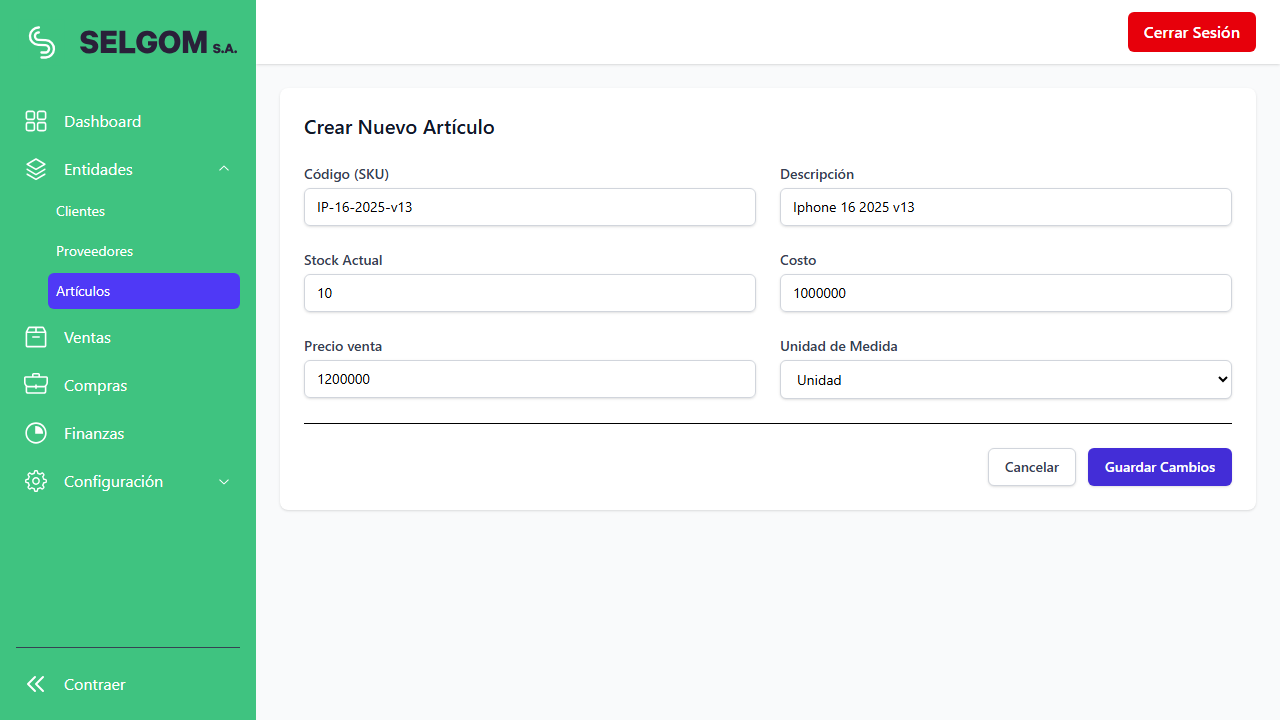 SELGOM S.A.
Cerrar Sesión
Dashboard
Entidades
Clientes
Proveedores
Artículos
Ventas
Compras
Finanzas
Configuración
Contraer
Crear Nuevo Artículo
Código (SKU)
IP-16-2025-v13
Descripción
Iphone 16 2025 v13
Stock Actual
10
Costo
1000000
Precio venta
1200000
Unidad de Medida
Unidad
Cancelar
Guardar Cambios